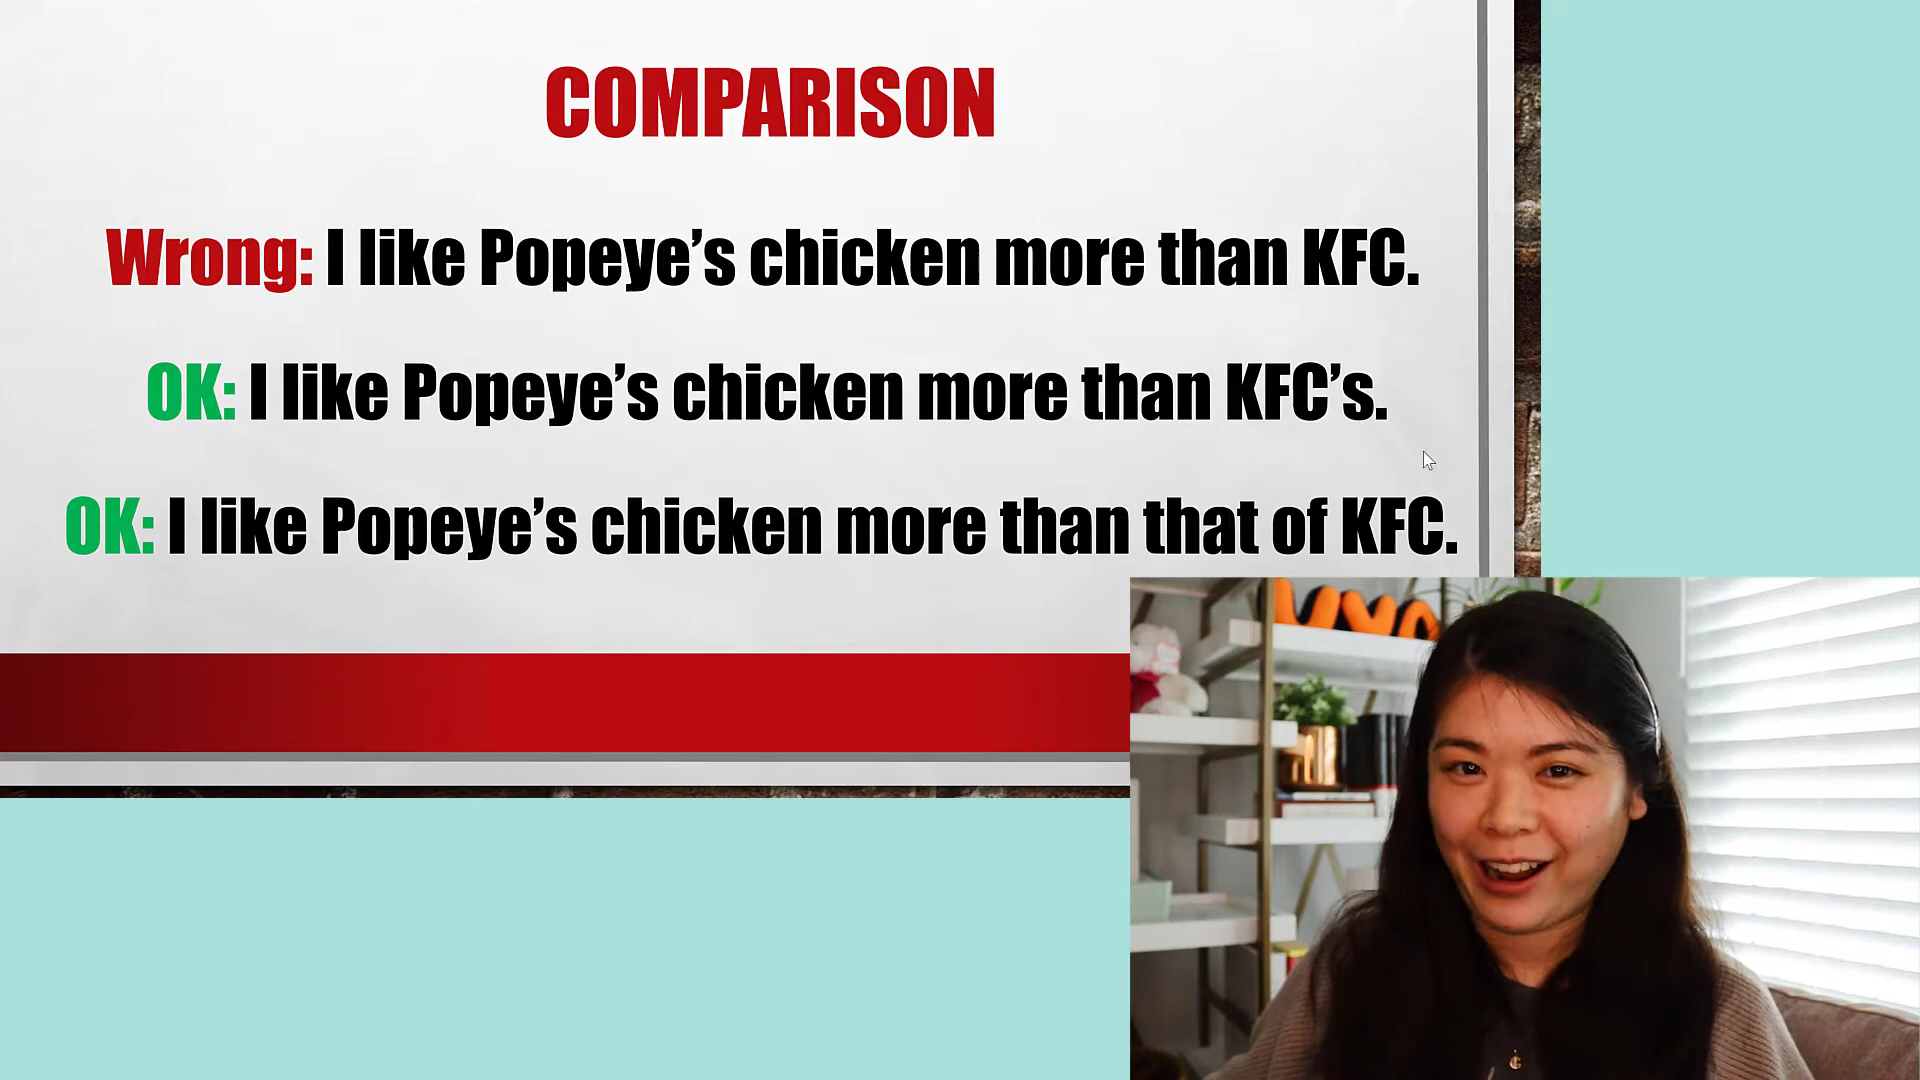 COMPARISON
Wrong: I like Popeye’s chicken more than KFC.
OK: I like Popeye’s chicken more than KFC’s.
OK: I like Popeye’s chicken more than that of KFC.